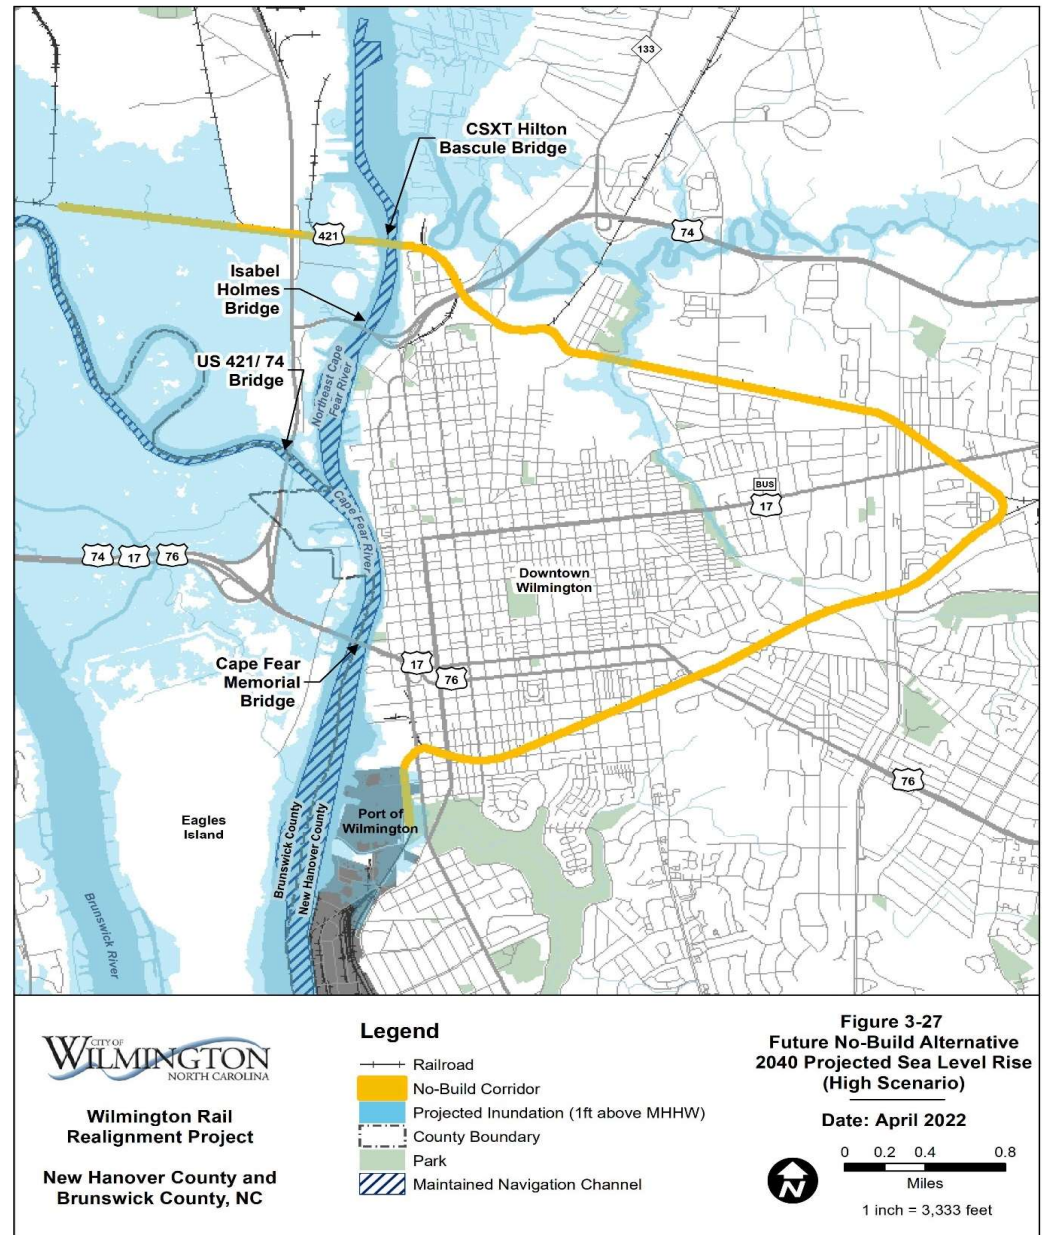 133
CSXT Hilton
Bascule Bridge
74
421
Isabel
Holmes
Bridge
US 421/ 74
Bridge
Northeast Cape
Fear River
BUS
17
Cape Fear River
74 17 76
Downtown
Wilmington
Cape Fear
Memorial
Bridge
17
76
76
Eagles
Island
Port of
Wilmington
Brunswick County
New Hanover County
Brunswick River
CITY OF
WILMINGTON
NORTH CAROLINA
Wilmington Rail
Realignment Project
New Hanover County and
Brunswick County, NC
Legend
Railroad
No-Build Corridor
Projected Inundation (1ft above MHHW)
County Boundary
Park
Maintained Navigation Channel
Figure 3-27
Future No-Build Alternative
2040 Projected Sea Level Rise
(High Scenario)
Date: April 2022
0 0.2 0.4 0.8
Miles
N
1 inch = 3,333 feet